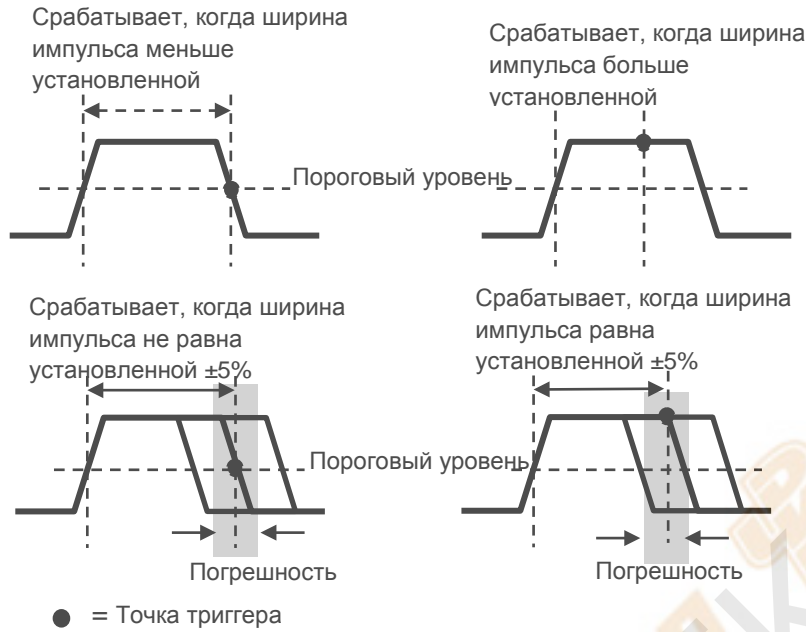 Срабатывает, когда ширина
импульса меньше
установленной
Срабатывает, когда ширина
импульса больше
установленной
Пороговый уровень
Срабатывает, когда ширина
импульса не равна
установленной ±5%
Срабатывает, когда ширина
импульса равна
установленной ±5%
Пороговый уровень
Погрешность
Погрешность
= Точка триггера